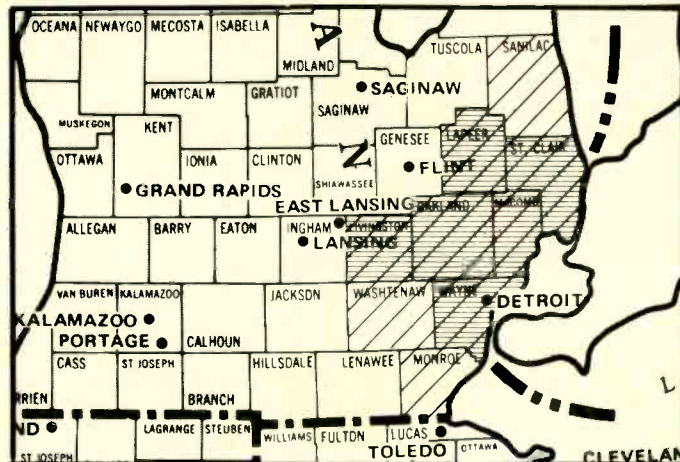 OCEANA NEWAYGO MECOSTA ISABELLA
A
MIDLAND
TUSCOLA SANILAC
MONTCALM GRATIOT
SAGINAW
SAGINAW
MUSKEGON KENT
GENESEE LAPEER
ST. CLAIR
OTTAWA IONIA CLINTON
N
SHIAWASSEE
FLINT
GRAND RAPIDS
EAST LANSING
OAKLAND MACOMB
ALLEGAN BARRY EATON INGHAM LIVINGSTON
LANSING
VAN BUREN KALAMAZOO JACKSON WASHTENAW WAYNE
DETROIT
KALAMAZOO
PORTAGE CALHOUN
CASS ST JOSEPH HILLSDALE LENAWEE MONROE
L
RRIEN BRANCH
ND
LAGRANGE STEUBEN WILLIAMS FULTON LUCAS
TOLEDO OTTAWA
ST JOSEPH CLEVELAN